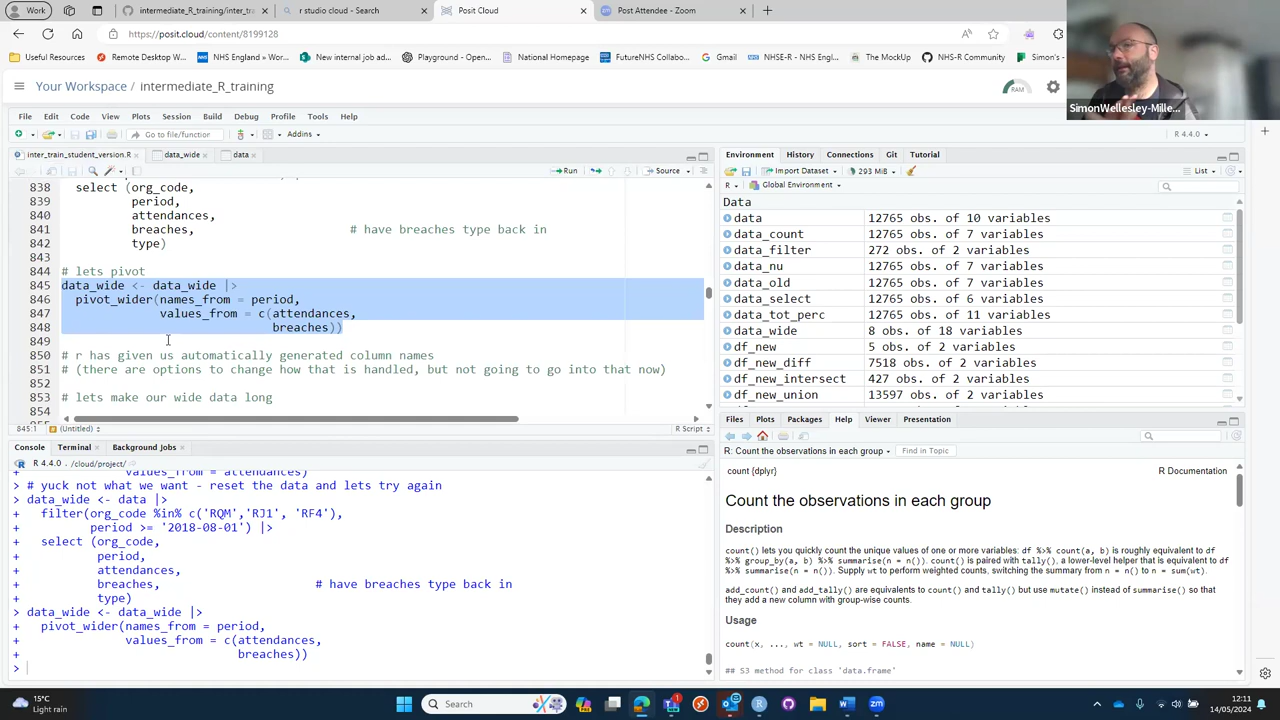 intermediate_R_training/inter_tra
r studio cloud - Search
Posit Cloud
Post Attendee - Zoom
https://posit.cloud/content/8199128
Useful Resources
Remote Desktop We
NHS England » Wor
New internal job ad
Playground - OpenA
National Homepage
FutureNHS Collabo
Gmail
NHSE-R - NHS Engl
The MockUp
NHS-R Community
Simon's
SimonWellesley-Mille...
Your Workspace / intermediate_R_training
RAM
File Edit Code View Plots Session Build Debug Profile Tools Help
Go to file/function
Addins
R 4.4.0
inter_train_student_version.R
data_wide
data
Run
Source
838 select (org_code,
839 period,
840 attendances,
841 breaches, # have breaches type back in
842 type)
843
844 # lets pivot
845 data_wide <- data_wide |>
846 pivot_wider(names_from = period,
847 values_from = c(attendances,
848 breaches))
849
850 # r has given us automatically generated column names
851 # (there are options to change how that is handled, but not going to go into that now)
852
853 # lets make our wide data long
854
845:1 (Untitled)
R Script
Console Terminal Background Jobs
R 4.4.0 · /cloud/project/
+ values_from = attendances)
> # yuck not what we want - reset the data and lets try again
> data_wide <- data |>
+ filter(org_code %in% c('RQM','RJ1', 'RF4'),
+ period >= '2018-08-01') |>
+ select (org_code,
+ period,
+ attendances,
+ breaches, # have breaches type back in
+ type)
> data_wide <- data_wide |>
+ pivot_wider(names_from = period,
+ values_from = c(attendances,
+ breaches))
>
Environment History Connections Git Tutorial
Import Dataset
293 MiB
List
R
Global Environment
Data
data 12765 obs. of 10 variables
data_count 12765 obs. of 7 variables
data_filter 272 obs. of 2 variables
data_nu 12765 obs. of 7 variables
data_old 12765 obs. of 7 variables
data_select 12765 obs. of 6 variables
data_tot_perc 12765 obs. of 11 variables
data_wide 8 obs. of 18 variables
df_new 5 obs. of 2 variables
df_new_diff 7518 obs. of 2 variables
df_new_intersect 427 obs. of 2 variables
df_new_union 13597 obs. of 2 variables
Files Plots Packages Help Viewer Presentation
R: Count the observations in each group
Find in Topic
count {dplyr}
R Documentation
Count the observations in each group
Description
count() lets you quickly count the unique values of one or more variables: df %>% count(a, b) is roughly equivalent to df
%>% group_by(a, b) %>% summarise(n = n()). count() is paired with tally(), a lower-level helper that is equivalent to df
%>% summarise(n = n()). Supply wt to perform weighted counts, switching the summary from n = n() to n = sum(wt).
add_count() and add_tally() are equivalents to count() and tally() but use mutate() instead of summarise() so that
they add a new column with group-wise counts.
Usage
count(x, ..., wt = NULL, sort = FALSE, name = NULL)
## S3 method for class 'data.frame'
15°C
Light rain
Search
12:11
14/05/2024